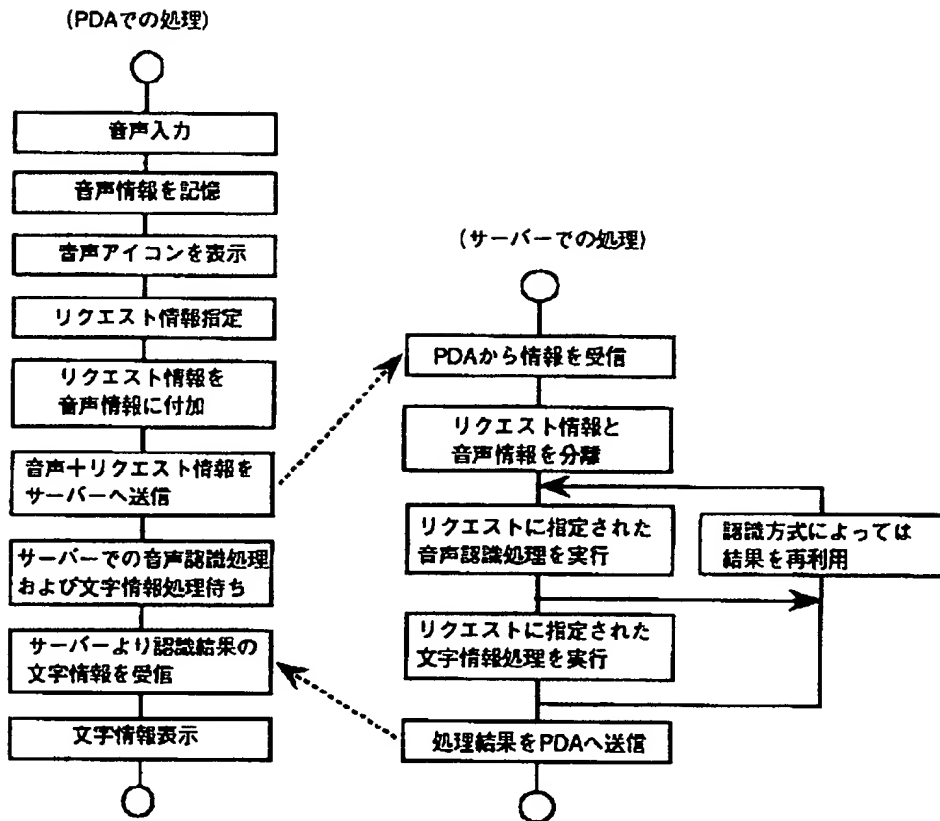 (PDAでの処理)
音声入力
音声情報を記憶
音声アイコンを表示
リクエスト情報指定
リクエスト情報を
音声情報に付加
音声+リクエスト情報を
サーバーへ送信
サーバーでの音声認識処理
および文字情報処理待ち
サーバーより認識結果の
文字情報を受信
文字情報表示
(サーバーでの処理)
PDAから情報を受信
リクエスト情報と
音声情報を分離
リクエストに指定された
音声認識処理を実行
認識方式によっては
結果を再利用
リクエストに指定された
文字情報処理を実行
処理結果をPDAへ送信